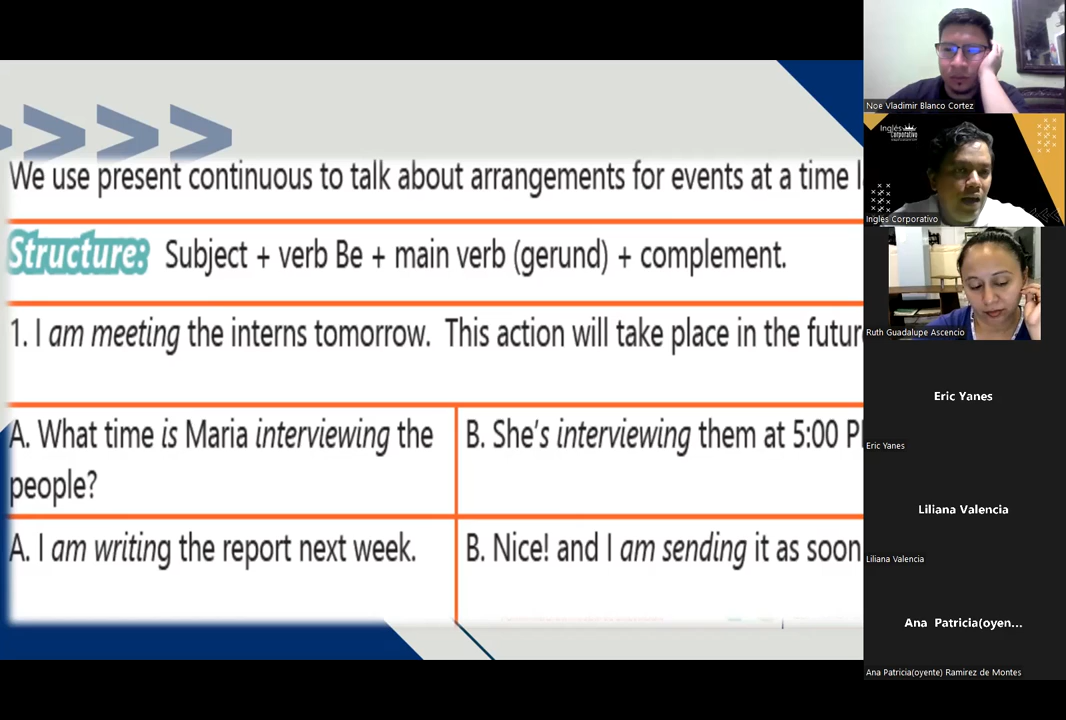 We use present continuous to talk about arrangements for events at a time
Structure: Subject + verb Be + main verb (gerund) + complement.
1. I am meeting the interns tomorrow. This action will take place in the
A. What time is Maria interviewing the
people?
B. She's interviewing them at 5:00
A. I am writing the report next week.
B. Nice! and I am sending it as soon
Noe Vladimir Blanco Cortez
Inglés
Corporativo
Inglés Corporativo
Ruth Guadalupe Ascencio
Eric Yanes
Eric Yanes
Liliana Valencia
Liliana Valencia
Ana Patricia(oyen...
Ana Patricia(oyente) Ramirez de Montes